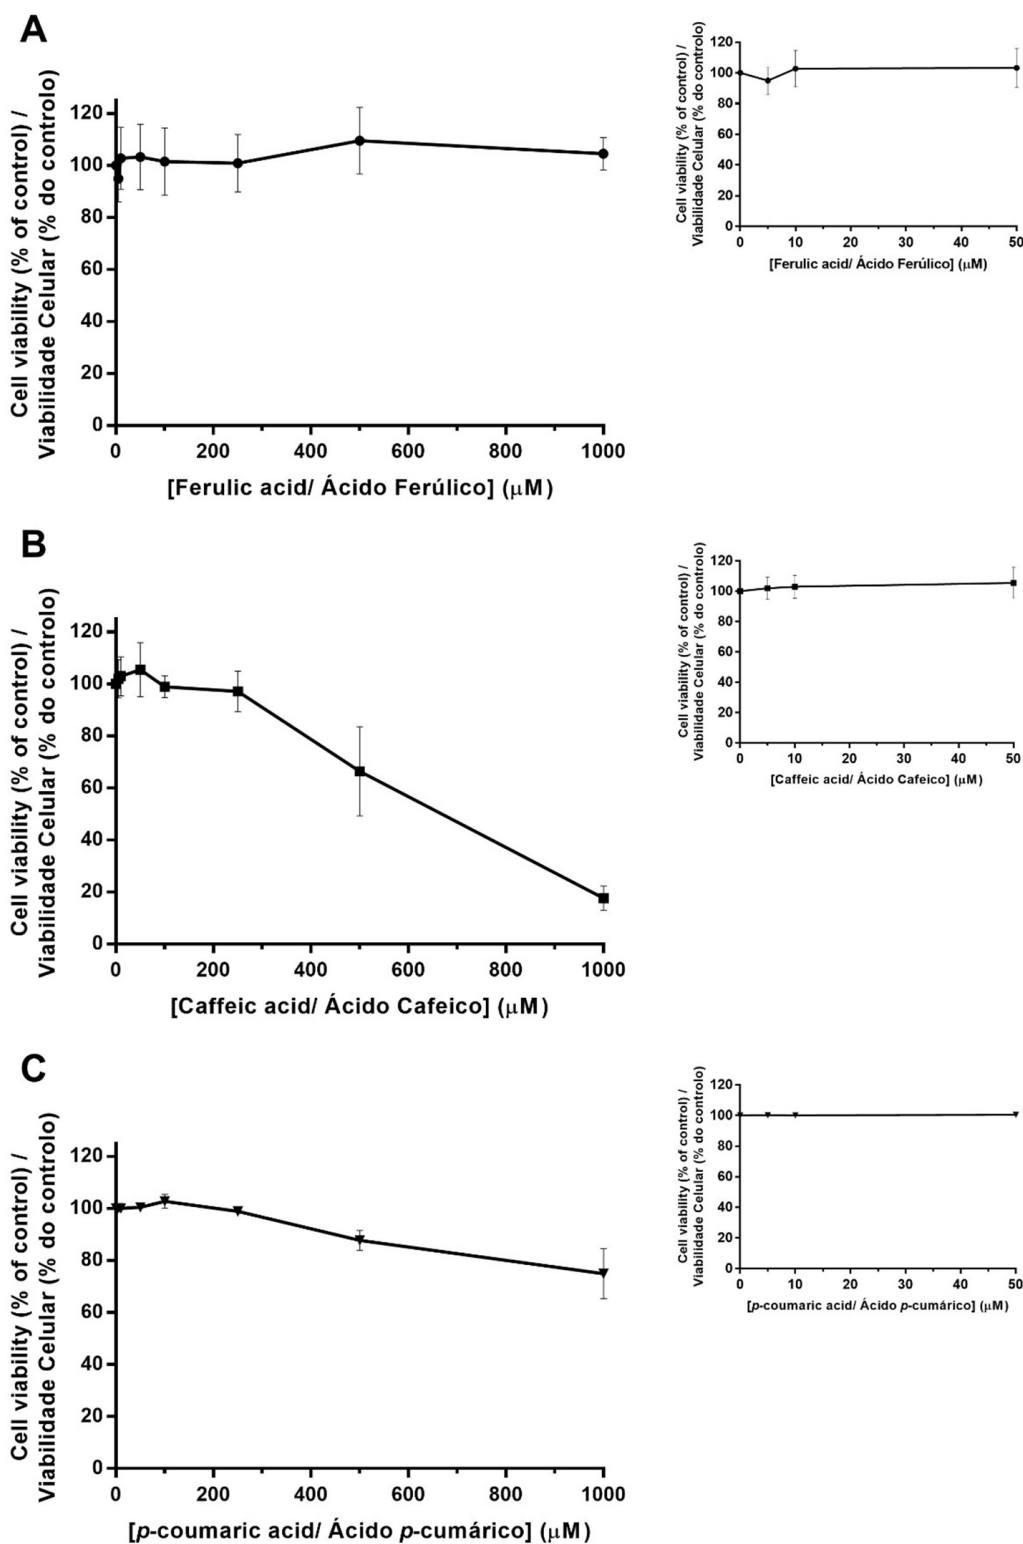 A
Cell viability (% of control) /
Viabilidade Celular (% do controlo)
120
100
80
60
40
20
0
0 200 400 600 800 1000
[Ferulic acid/ Ácido Ferúlico] (μM)
Cell viability (% of control) /
Viabilidade Celular (% do controlo)
120
100
80
60
40
20
0
0 10 20 30 40 50
[Ferulic acid/ Ácido Ferúlico] (μM)
B
Cell viability (% of control) /
Viabilidade Celular (% do controlo)
120
100
80
60
40
20
0
0 200 400 600 800 1000
[Caffeic acid/ Ácido Cafeico] (μM)
Cell viability (% of control) /
Viabilidade Celular (% do controlo)
120
100
80
60
40
20
0
0 10 20 30 40 50
[Caffeic acid/ Ácido Cafeico] (μM)
C
Cell viability (% of control) /
Viabilidade Celular (% do controlo)
120
100
80
60
40
20
0
0 200 400 600 800 1000
[p-coumaric acid/ Ácido p-cumárico] (μM)
Cell viability (% of control) /
Viabilidade Celular (% do controlo)
120
100
80
60
40
20
0
0 10 20 30 40 50
[p-coumaric acid/ Ácido p-cumárico] (μM)